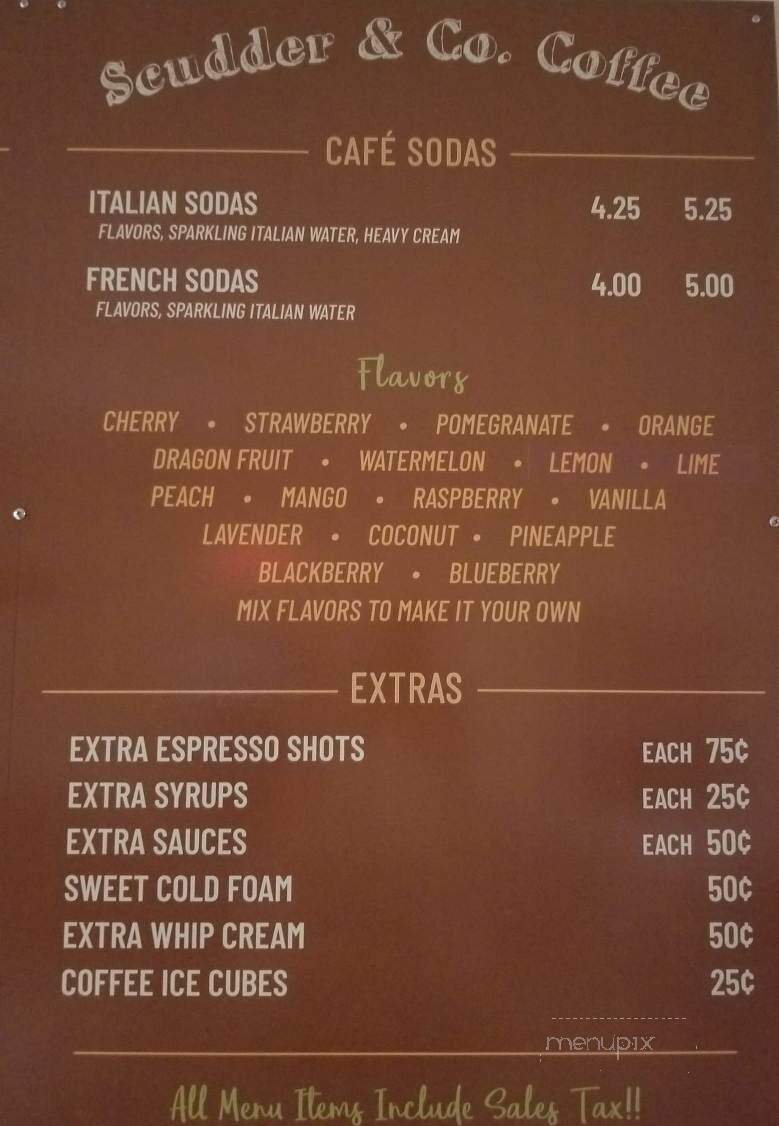 Scudder & Co. Coffee
CAFÉ SODAS
ITALIAN SODAS 4.25 5.25
FLAVORS, SPARKLING ITALIAN WATER, HEAVY CREAM
FRENCH SODAS 4.00 5.00
FLAVORS, SPARKLING ITALIAN WATER
Flavors
CHERRY • STRAWBERRY • POMEGRANATE • ORANGE
DRAGON FRUIT • WATERMELON • LEMON • LIME
PEACH • MANGO • RASPBERRY • VANILLA
LAVENDER • COCONUT • PINEAPPLE
BLACKBERRY • BLUEBERRY
MIX FLAVORS TO MAKE IT YOUR OWN
EXTRAS
EXTRA ESPRESSO SHOTS EACH 75¢
EXTRA SYRUPS EACH 25¢
EXTRA SAUCES EACH 50¢
SWEET COLD FOAM 50¢
EXTRA WHIP CREAM 50¢
COFFEE ICE CUBES 25¢
menupix
All Menu Items Include Sales Tax!!